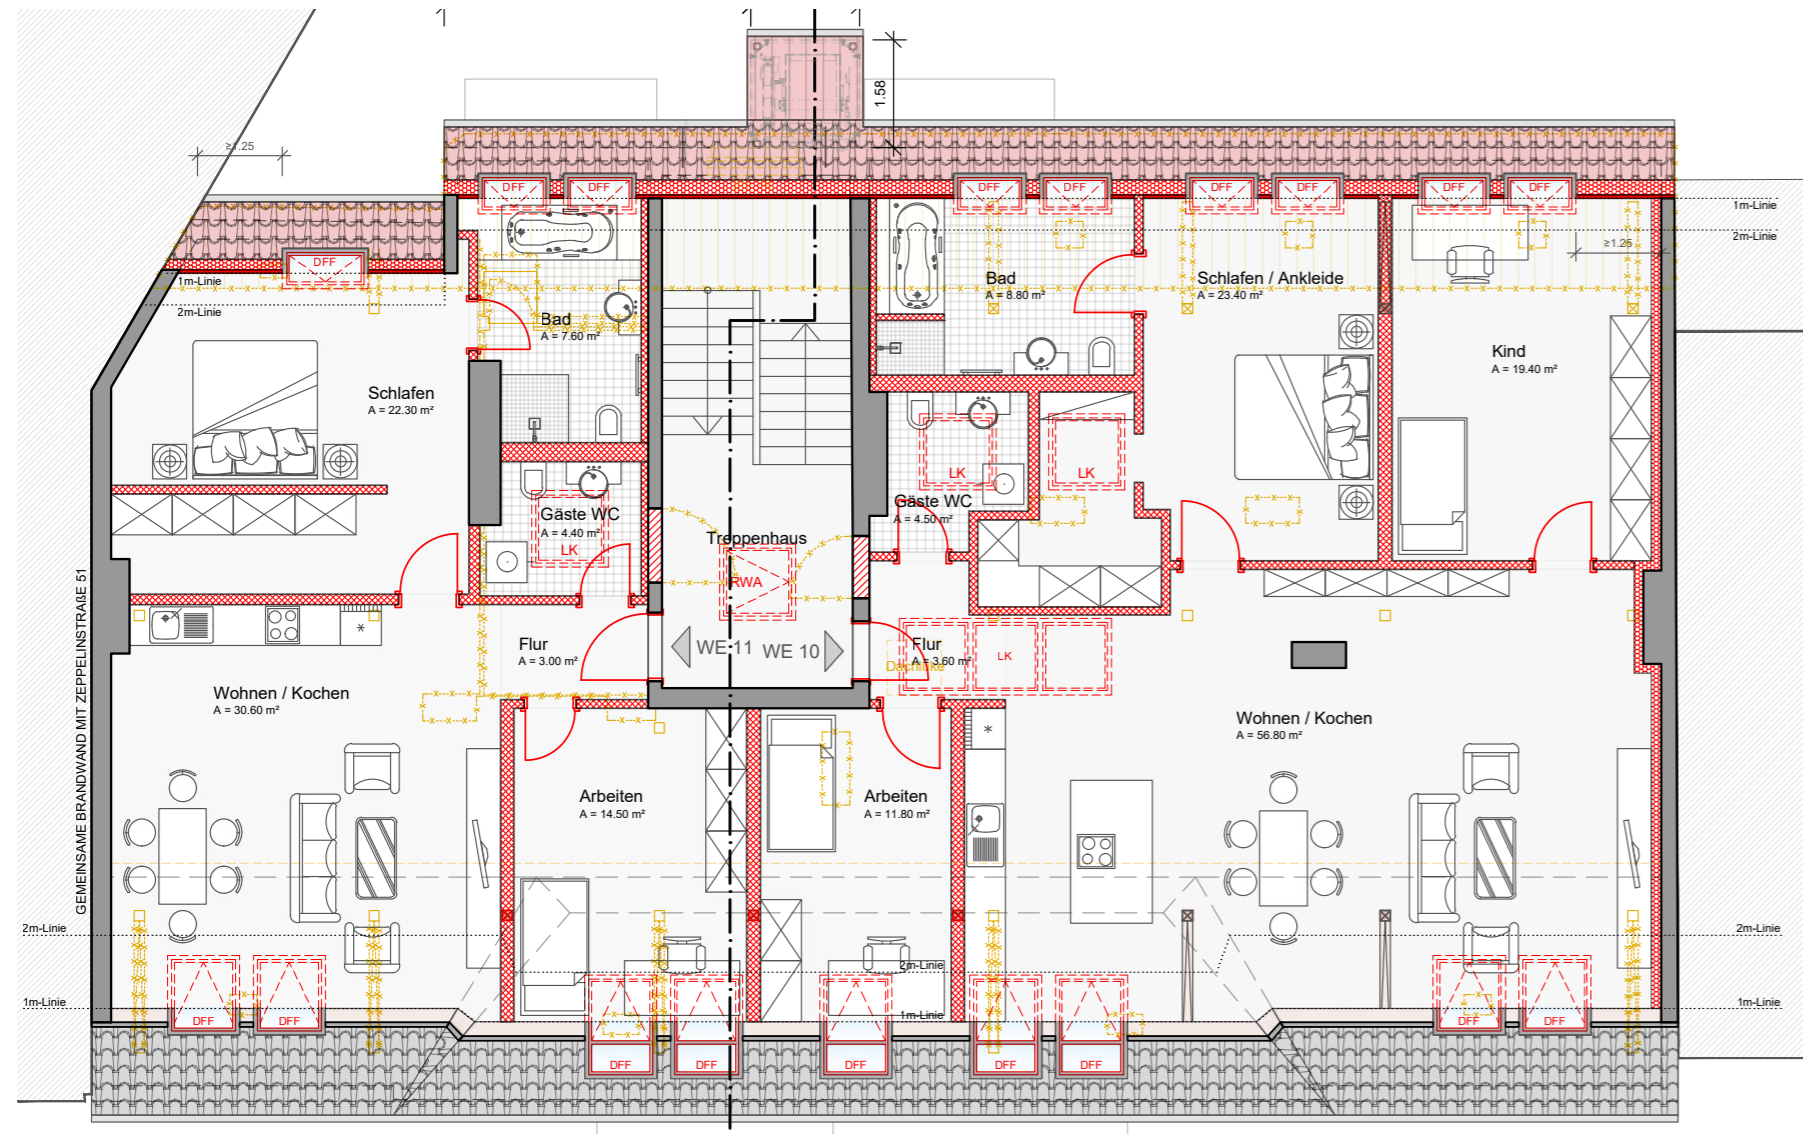 1.58
≥1.25
DFF
DFF
DFF
DFF
DFF
DFF
DFF
DFF
1m-Linie
2m-Linie
≥1.25
DFF
1m-Linie
2m-Linie
Bad
A = 7.60 m²
Bad
A = 8.80 m²
Schlafen / Ankleide
A = 23.40 m²
Kind
A = 19.40 m²
Schlafen
A = 22.30 m²
LK
LK
Gäste WC
A = 4.40 m²
LK
Gäste WC
A = 4.50 m²
Treppenhaus
RWA
GEMEINSAME BRANDWAND MIT ZEPPELINSTRAßE 51
*
Flur
A = 3.00 m²
WE 11
WE 10
Flur
A = 3.60 m²
Dachluke
LK
Wohnen / Kochen
A = 30.60 m²
Wohnen / Kochen
A = 56.80 m²
*
Arbeiten
A = 14.50 m²
Arbeiten
A = 11.80 m²
2m-Linie
2m-Linie
2m-Linie
1m-Linie
1m-Linie
1m-Linie
DFF
DFF
DFF
DFF
DFF
DFF
DFF
DFF
DFF